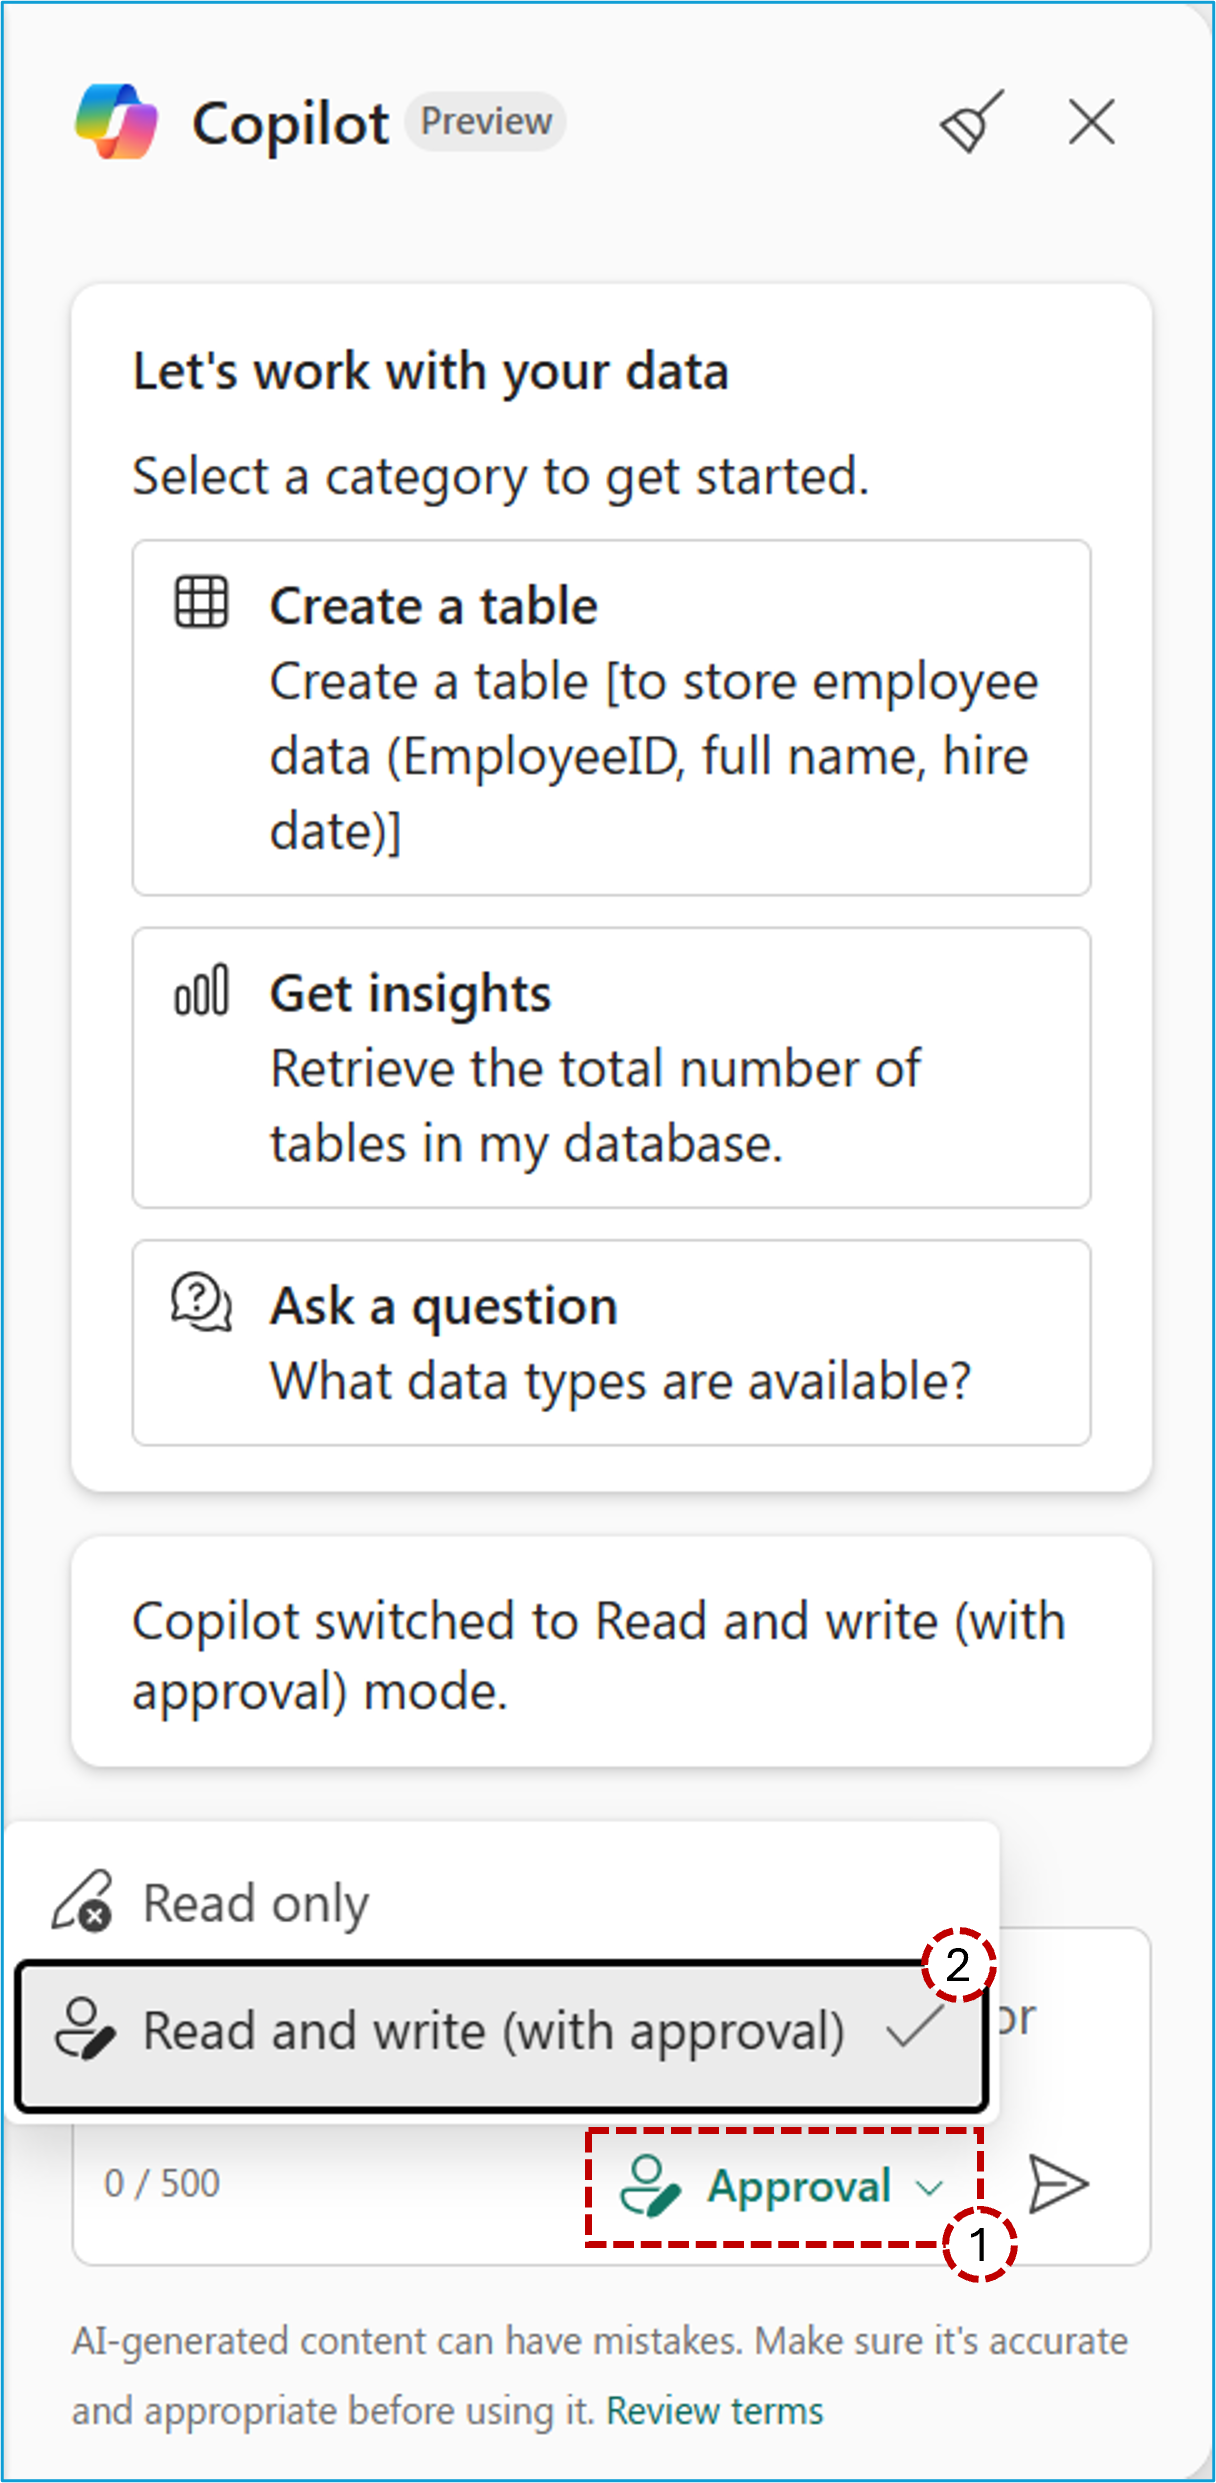 Copilot Preview
Let's work with your data
Select a category to get started.
Create a table
Create a table [to store employee
data (EmployeeID, full name, hire
date)]
Get insights
Retrieve the total number of
tables in my database.
Ask a question
What data types are available?
Copilot switched to Read and write (with
approval) mode.
Read only
2
Read and write (with approval)
or
0 / 500
Approval
1
AI-generated content can have mistakes. Make sure it's accurate
and appropriate before using it. Review terms